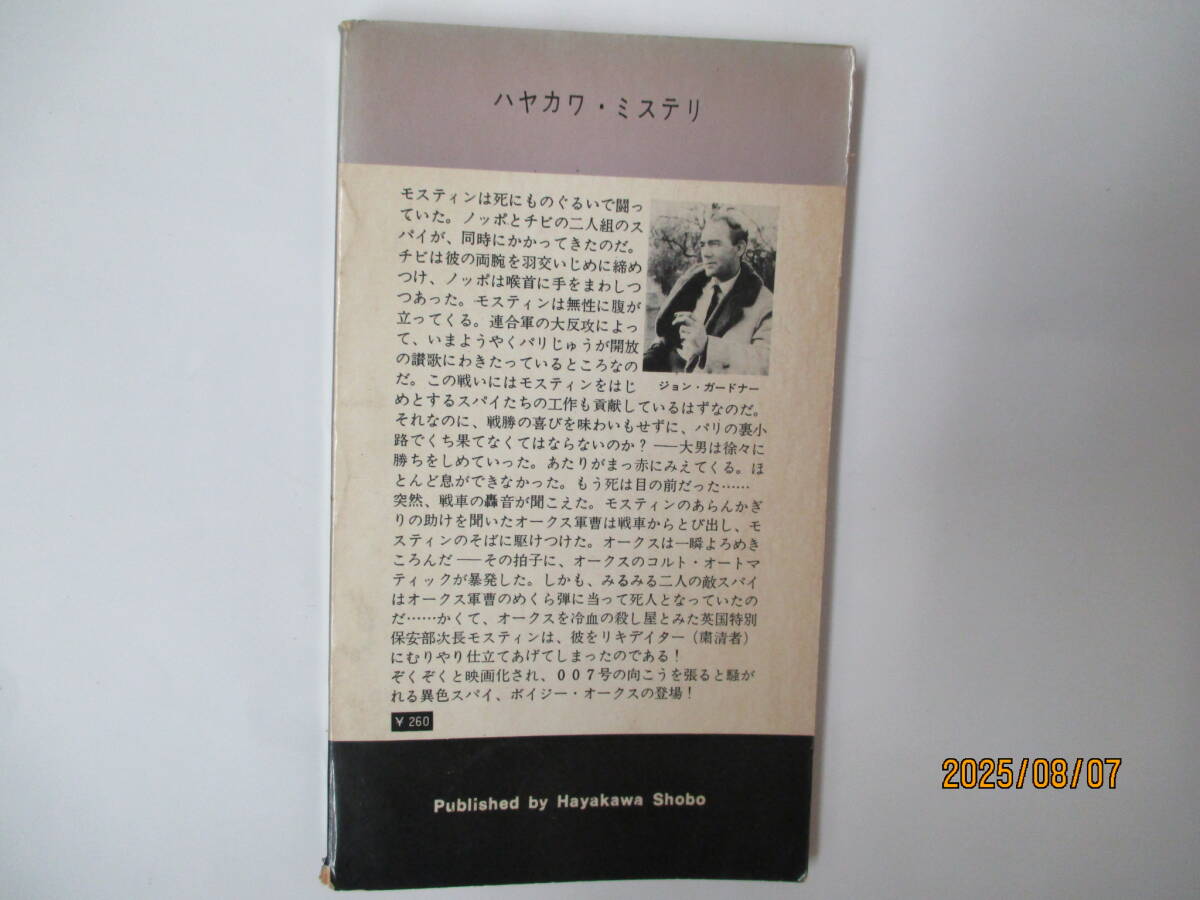 ハヤカワ・ミステリ
モスティンは死にものぐるいで闘っ
ていた。ノッポとチビの二人組のス
パイが、同時にかかってきたのだ。
チビは彼の両腕を羽交いじめに締め
つけ、ノッポは喉首に手をまわしつ
つあった。モスティンは無性に腹が
立ってくる。連合軍の大反攻によっ
て、いまようやくパリじゅうが開放
の讃歌にわきたっているところなの
だ。この戦いにはモスティンをはじ
めとするスパイたちの工作も貢献しているはずなのだ。
それなのに、戦勝の喜びを味わいもせずに、パリの裏小
路でくち果てなくてはならないのか？――大男は徐々に
勝ちをしめていった。あたりがまっ赤にみえてくる。ほ
とんど息ができなかった。もう死は目の前だった……
突然、戦車の轟音が聞こえた。モスティンのあらんかぎ
りの助けを聞いたオークス軍曹は戦車からとび出し、モ
スティンのそばに駆けつけた。オークスは一瞬よろめき
ころんだ――その拍子に、オークスのコルト・オートマ
ティックが暴発した。しかも、みるみる二人の敵スパイ
はオークス軍曹のめくら弾に当って死人となっていたの
だ……かくて、オークスを冷血の殺し屋とみた英国特別
保安部次長モスティンは、彼をリキデイター（粛清者）
にむりやり仕立てあげてしまったのである！
ぞくぞくと映画化され、００７号の向こうを張ると騒が
れる異色スパイ、ボイジー・オークスの登場！
ジョン・ガードナー
¥ 260
Published by Hayakawa Shobo
2025/08/07